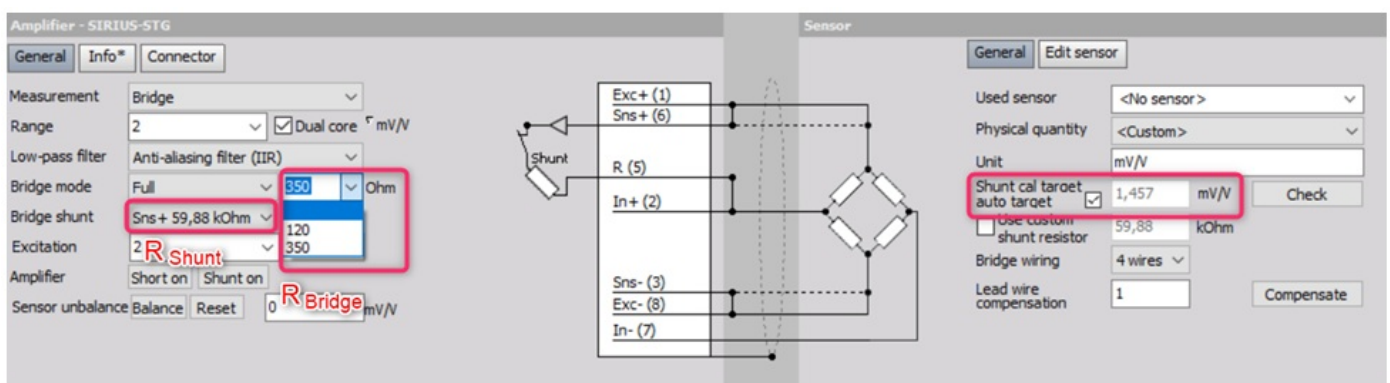 Amplifier - SIRIUS-STG
General Info* Connector
Measurement Bridge
Range 2 Dual core mV/V
Low-pass filter Anti-aliasing filter (IIR)
Bridge mode Full 350 Ohm
120
350
Bridge shunt Sns+ 59,88 kOhm
Excitation 2
R Shunt
Amplifier Short on Shunt on
R Bridge
Sensor unbalance Balance Reset 0 mV/V
Shunt
Exc+ (1)
Sns+ (6)
R (5)
In+ (2)
Sns- (3)
Exc- (8)
In- (7)
Sensor
General Edit sensor
Used sensor <No sensor>
Physical quantity <Custom>
Unit mV/V
Shunt cal target
auto target 1,457 mV/V Check
Use custom
shunt resistor 59,88 kOhm
Bridge wiring 4 wires
Lead wire
compensation 1 Compensate